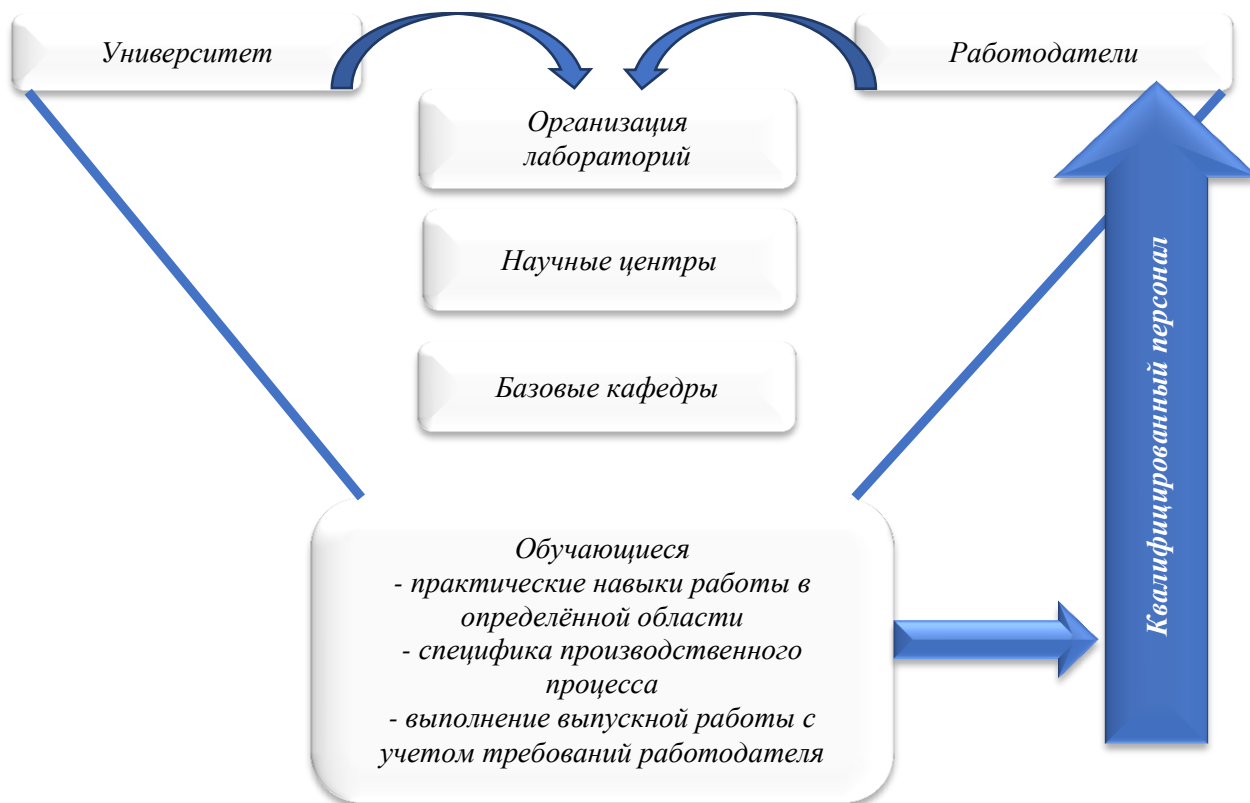 Университет
Работодатели
Организация
лабораторий
Научные центры
Базовые кафедры
Обучающиеся
- практические навыки работы в
определённой области
- специфика производственного
процесса
- выполнение выпускной работы с
учетом требований работодателя
Квалифицированный персонал